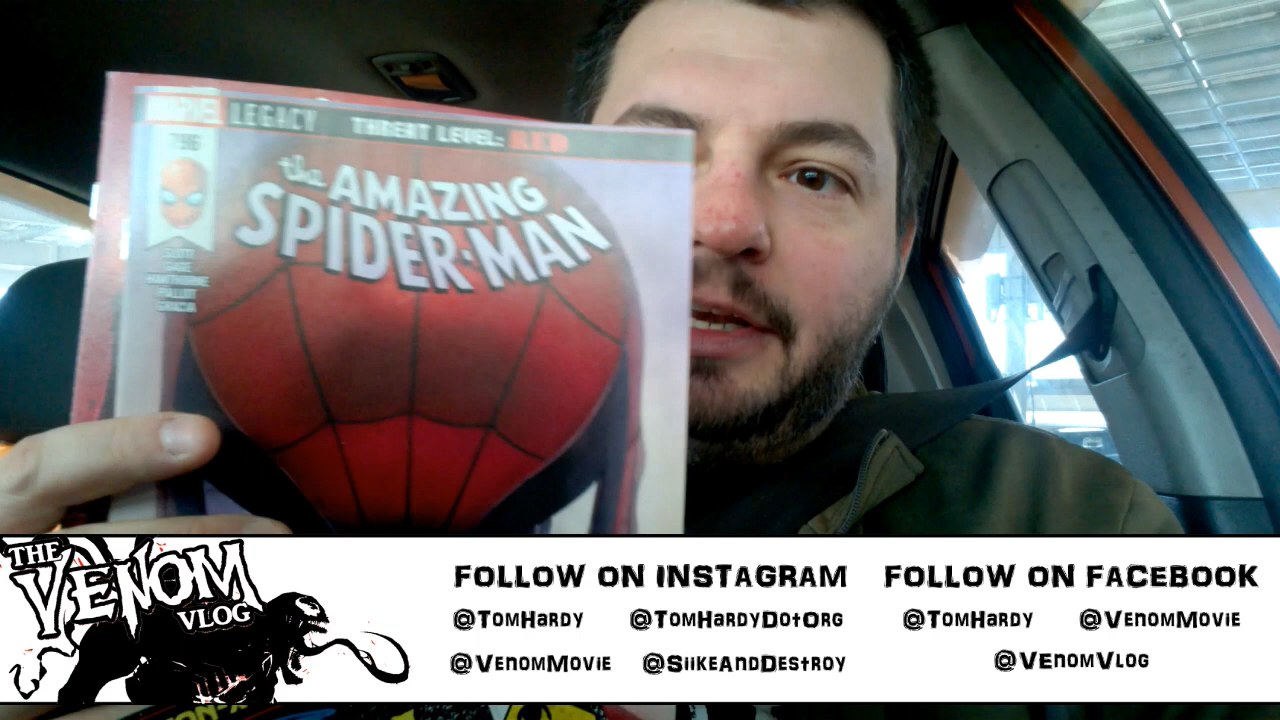 MARVEL LEGACY THREAT LEVEL: RED
796
the AMAZING
SPIDER-MAN
THE
VENOM
VLOG
FOLLOW ON INSTAGRAM
@TomHardy @TomHardyDotOrg
@VenomMovie @SiikeAndDestroy
FOLLOW ON FACEBOOK
@TomHardy @VenomMovie
@VEnomVlog